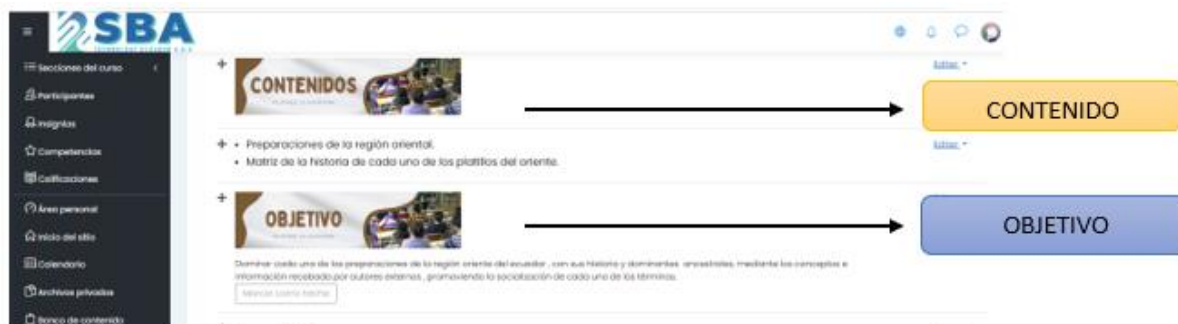 SBA
Secciones del curso
Participantes
Insignias
Competencias
Calificaciones
Área personal
Inicio del sitio
Calendario
Archivos privados
Banco de contenido
CONTENIDOS
Editar
CONTENIDO
• Preparaciones de la región oriental.
Editar
• Matriz de la historia de cada uno de los platillos del oriente.
OBJETIVO
OBJETIVO
Dominar cada una de las preparaciones de la región oriente del ecuador , con sus historia y dominantes ancestrales, mediante los conceptos e
información recabada por autores externos , promoviendo la socialización de cada uno de los términos.
Marcar como hecha